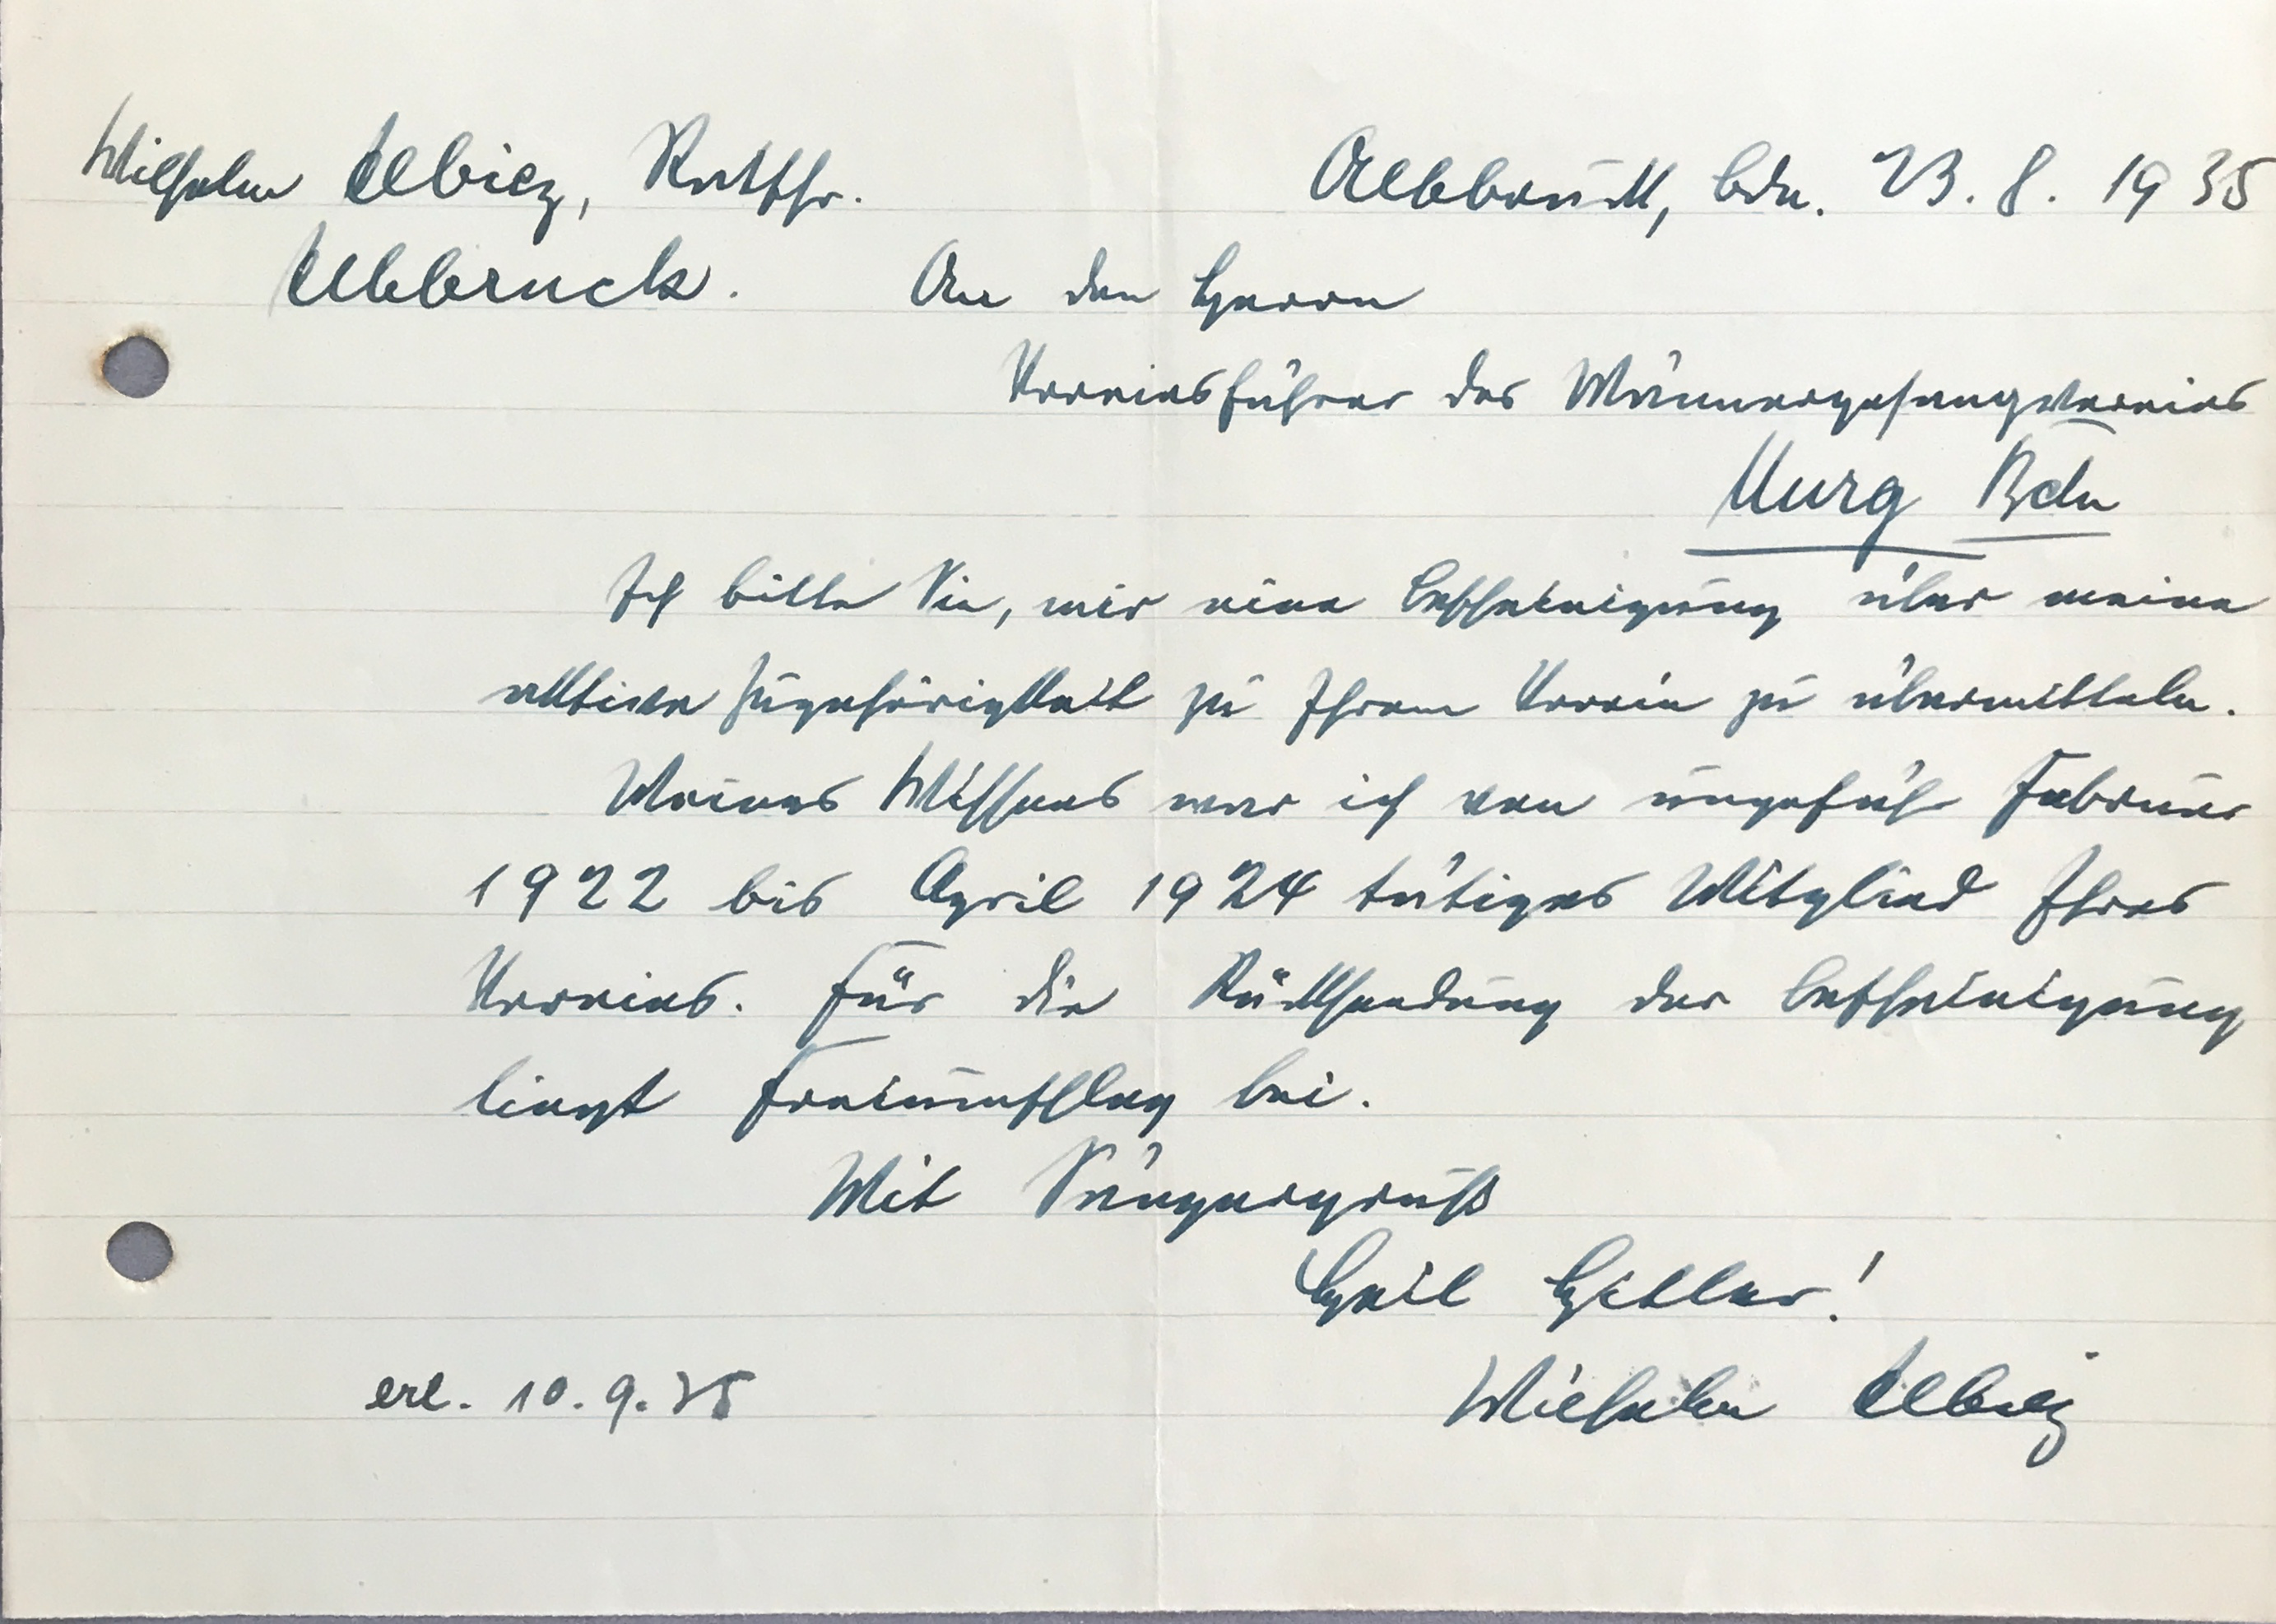 Wilhelm Albiez, Ratsch. Albbruck, Bdn. 23. 8. 1935
Albbruck. An den Herrn
Vereinsführer des Männergesangvereins
Murg Bdn
Ich bitte Sie, mir eine Bescheinigung über meine
aktive Zugehörigkeit zu Ihrem Verein zu übermitteln.
Meines Wissens war ich von ungefähr Februar
1922 bis April 1924 tätiges Mitglied Ihres
Vereins. Für die Rücksendung der Bescheinigung
liegt Freiumschlag bei.
Mit Sängergruß
Heil Hitler!
erl. 10. 9. 35 Wilhelm Albiez